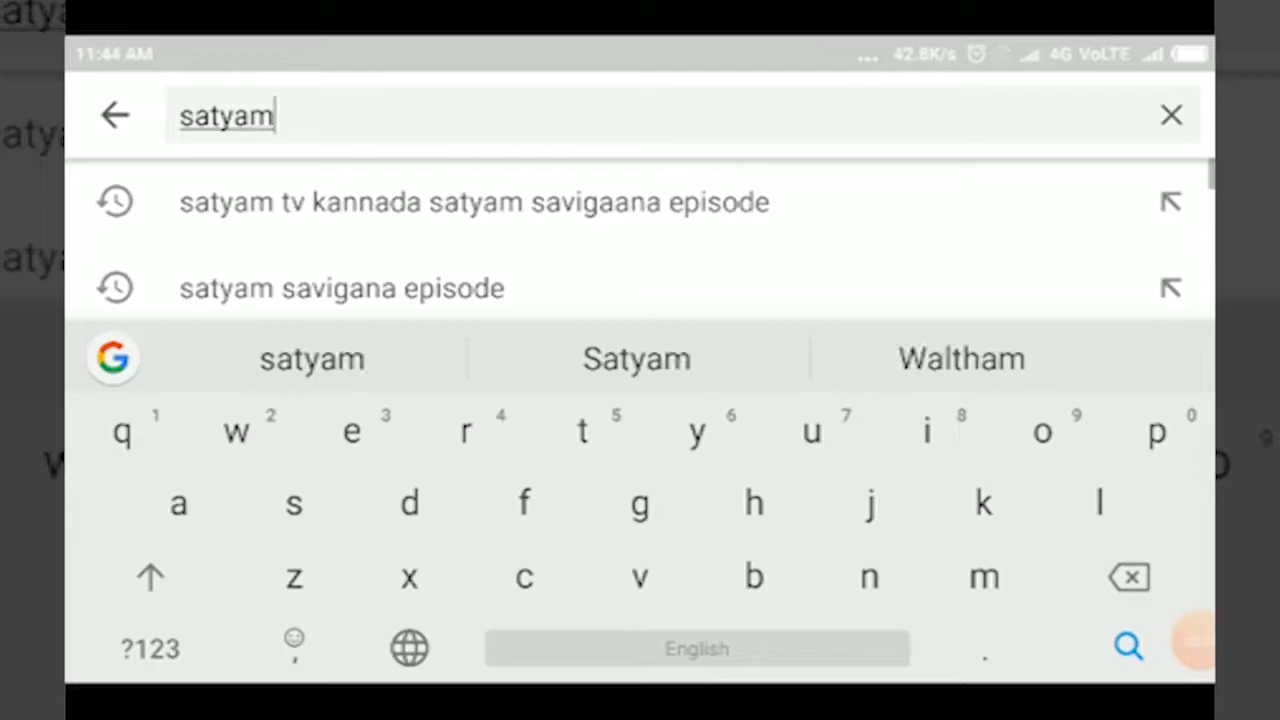 11:44 AM ... 42.8K/s 4G VoLTE
satyam
satyam tv kannada satyam savigaana episode
satyam savigana episode
G satyam Satyam Waltham
q 1 w 2 e 3 r 4 t 5 y 6 u 7 i 8 o 9 p 0
a s d f g h j k l
z x c v b n m
?123 , English .